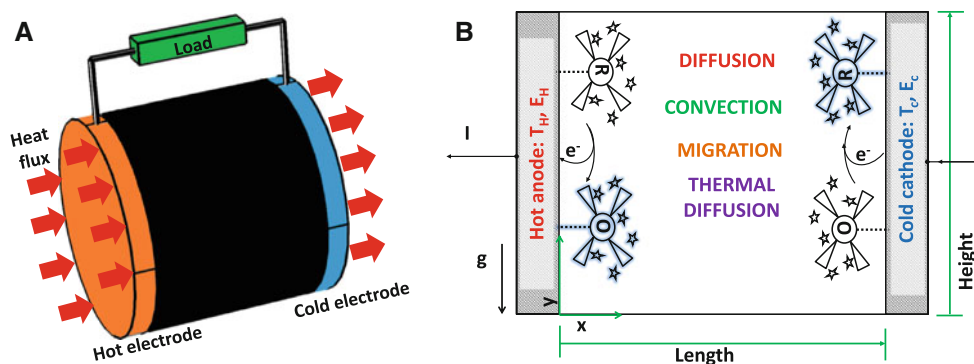 A
Load
Heat
flux
Hot electrode
Cold electrode
B
I
g
Hot anode: T_H, E_H
R
e-
O
y
x
DIFFUSION
CONVECTION
MIGRATION
THERMAL
DIFFUSION
R
e-
O
Cold cathode: T_c, E_c
Height
Length